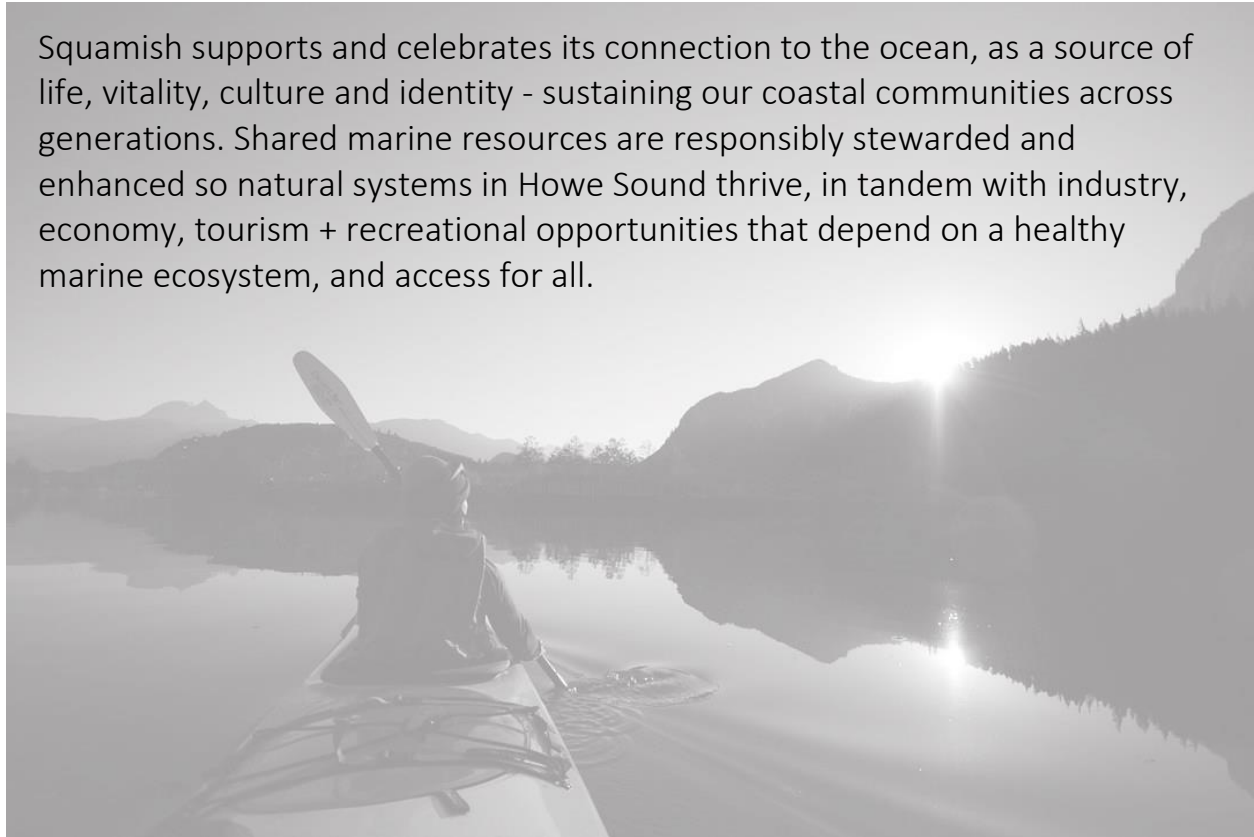 Squamish supports and celebrates its connection to the ocean, as a source of
life, vitality, culture and identity - sustaining our coastal communities across
generations. Shared marine resources are responsibly stewarded and
enhanced so natural systems in Howe Sound thrive, in tandem with industry,
economy, tourism + recreational opportunities that depend on a healthy
marine ecosystem, and access for all.